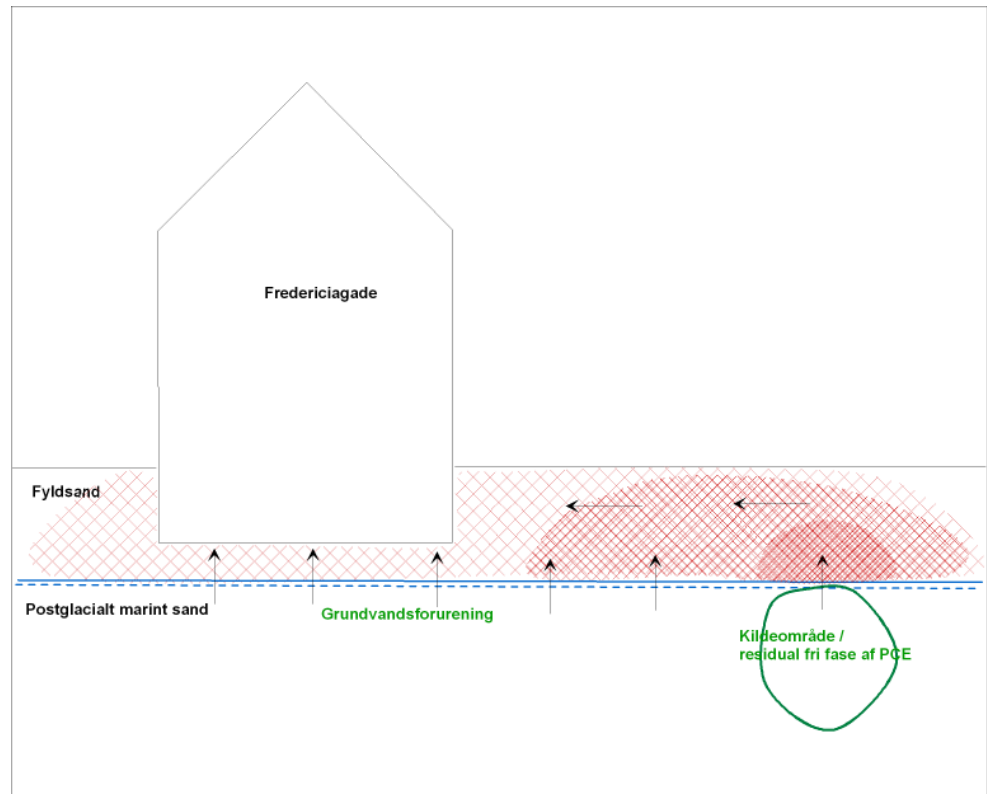 Fredericiagade
Fyldsand
Postglacialt marint sand
Grundvandsforurening
Kildeområde /
residual fri fase af PCE